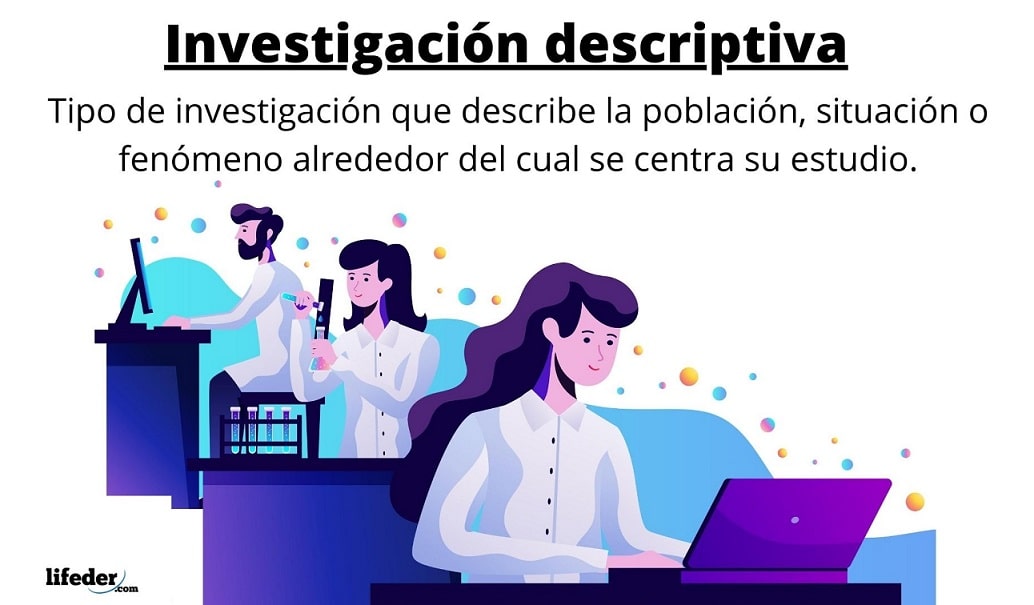 Investigación descriptiva
Tipo de investigación que describe la población, situación o
fenómeno alrededor del cual se centra su estudio.
lifeder
.com